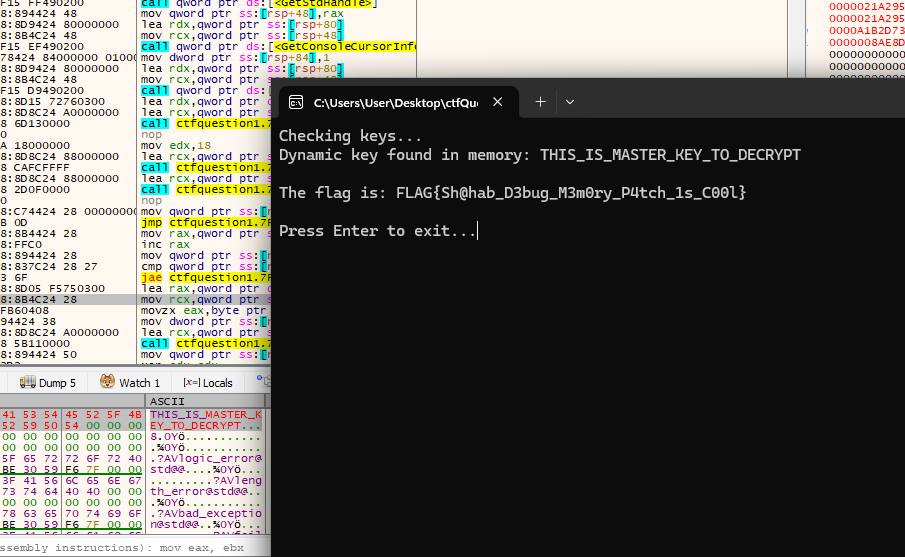 F15 FF490200 call qword ptr ds:[<GetStdHandle>]
8:894424 48 mov qword ptr ss:[rsp+48],rax
8:8D9424 80000000 lea rdx,qword ptr ss:[rsp+80]
8:8B4C24 48 mov rcx,qword ptr ss:[rsp+48]
F15 EF490200 call qword ptr ds:[<GetConsoleCursorInfo
78424 84000000 01000 mov dword ptr ss:[rsp+84],1
8:8D9424 80000000 lea rdx,qword ptr ss:[rsp+80]
8:8B4C24 48 mov rcx,qword ptr ss:
F15 D9490200 call qword ptr ds:[
8:8D15 72760300 lea rdx,qword ptr
8:8D8C24 A0000000 lea rcx,qword ptr s
8 6D130000 call ctfquestion1.7
0 nop
A 18000000 mov edx,18
8:8D8C24 88000000 lea rcx,qword ptr s
8 CAFCFFFF call ctfquestion1.7
8:8D8C24 88000000 lea rcx,qword ptr s
8 2D0F0000 call ctfquestion1.7
0 nop
8:C74424 28 00000000 mov qword ptr ss:[
B 0D jmp ctfquestion1.7F
8:8B4424 28 mov rax,qword ptr s
8:FFC0 inc rax
8:894424 28 mov qword ptr ss:[
8:837C24 28 27 cmp qword ptr ss:[
3 6F jae ctfquestion1.7F
8:8D05 F5750300 lea rax,qword ptr
8:8B4C24 28 mov rcx,qword ptr s
FB60408 movzx eax,byte ptr
94424 38 mov dword ptr ss:[
8:8D8C24 A0000000 lea rcx,qword ptr s
8 5B110000 call ctfquestion1.7
8:894424 50 mov qword ptr ss:[
0000021A295
0000021A295
0000A1B2D73
0000008AE8D
00000000000
00000000000
C:\Users\User\Desktop\ctfQu
Checking keys...
Dynamic key found in memory: THIS_IS_MASTER_KEY_TO_DECRYPT
The flag is: FLAG{Sh@hab_D3bug_M3m0ry_P4tch_1s_C00l}
Press Enter to exit...
Dump 5 Watch 1 [x=] Locals
ASCII
41 53 54 45 52 5F 4B THIS_IS_MASTER_K
52 59 50 54 00 00 00 EY_TO_DECRYPT...
00 00 00 00 00 00 00 8.0Yö...........
00 00 00 00 00 00 00 .%0Yö...........
5F 65 72 72 6F 72 40 .?AVlogic_error@
BE 30 59 F6 7F 00 00 std@@....%0Yö...
3F 41 56 6C 65 6E 67 .........?AVleng
73 74 64 40 40 00 00 th_error@std@@..
00 00 00 00 00 00 00 .%0Yö...........
78 63 65 70 74 69 6F .?AVbad_exceptio
BE 30 59 F6 7F 00 00 n@std@@..%0Yö...
ssembly instructions): mov eax, ebx